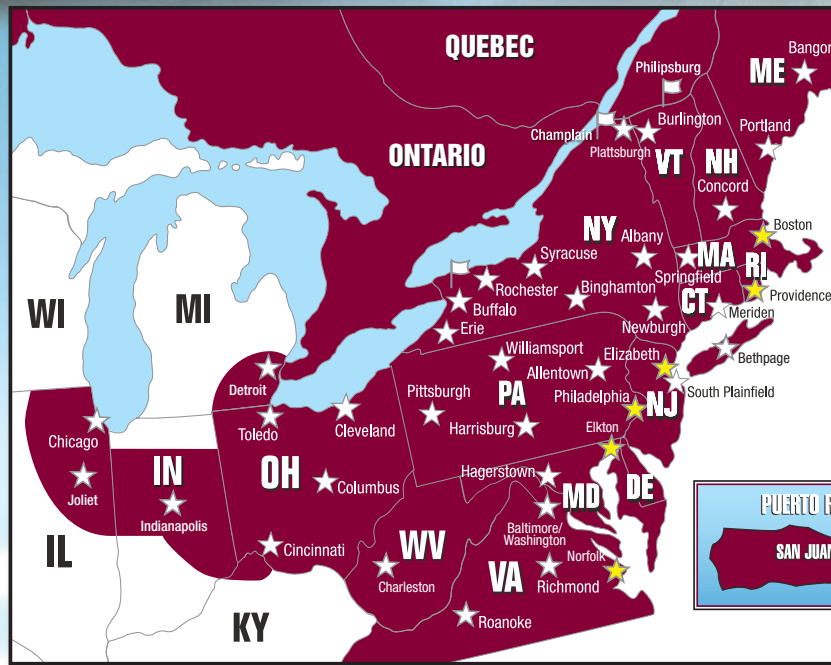 QUEBEC
ME
Bangor
Philipsburg
Champlain
Plattsburgh
Burlington
Portland
ONTARIO
VT
NH
Concord
NY
Albany
Boston
Syracuse
MA
RI
Springfield
Rochester
Binghamton
CT
Providence
Meriden
Buffalo
Newburgh
WI
MI
Erie
Williamsport
Elizabeth
Bethpage
Detroit
Allentown
South Plainfield
Pittsburgh
PA
Philadelphia
NJ
Chicago
Toledo
Cleveland
Harrisburg
Elkton
IN
OH
Hagerstown
DE
Joliet
Columbus
MD
Indianapolis
Baltimore/
Washington
PUERTO R
IL
Cincinnati
WV
Norfolk
SAN JUAN
Charleston
VA
Richmond
KY
Roanoke